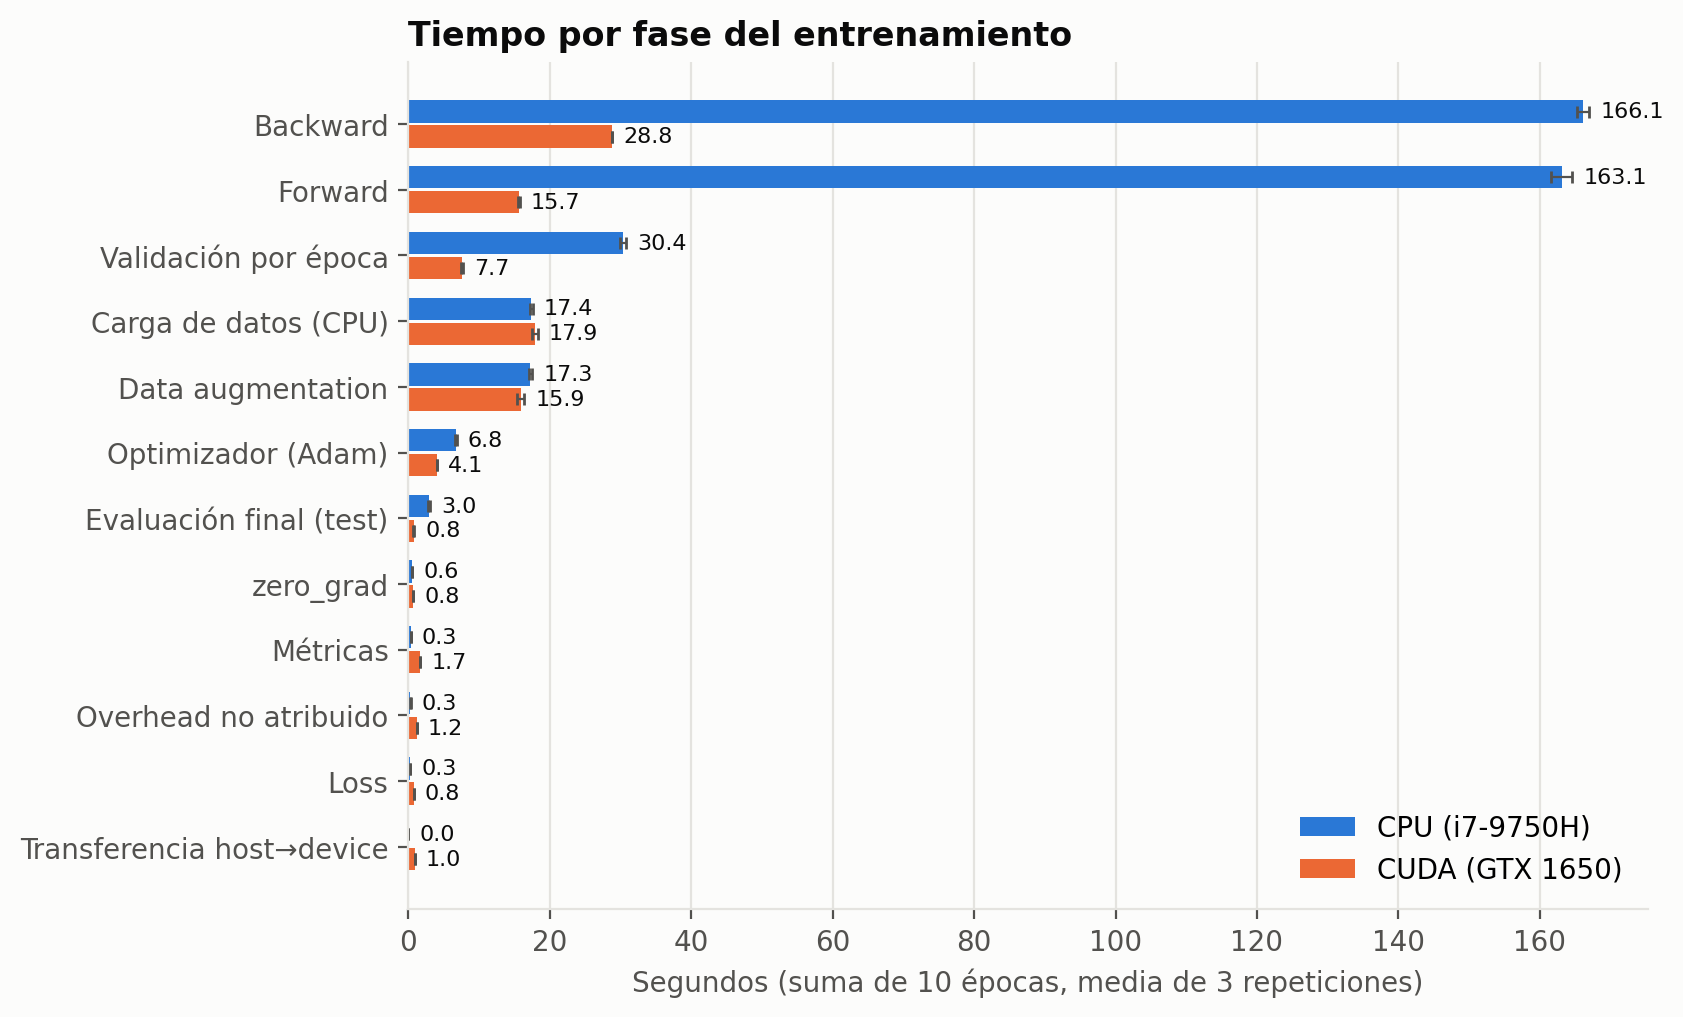 Tiempo por fase del entrenamiento
Backward
166.1
28.8
Forward
163.1
15.7
Validación por época
30.4
7.7
Carga de datos (CPU)
17.4
17.9
Data augmentation
17.3
15.9
Optimizador (Adam)
6.8
4.1
Evaluación final (test)
3.0
0.8
zero_grad
0.6
0.8
Métricas
0.3
1.7
Overhead no atribuido
0.3
1.2
Loss
0.3
0.8
Transferencia host→device
0.0
1.0
CPU (i7-9750H)
CUDA (GTX 1650)
0 20 40 60 80 100 120 140 160
Segundos (suma de 10 épocas, media de 3 repeticiones)